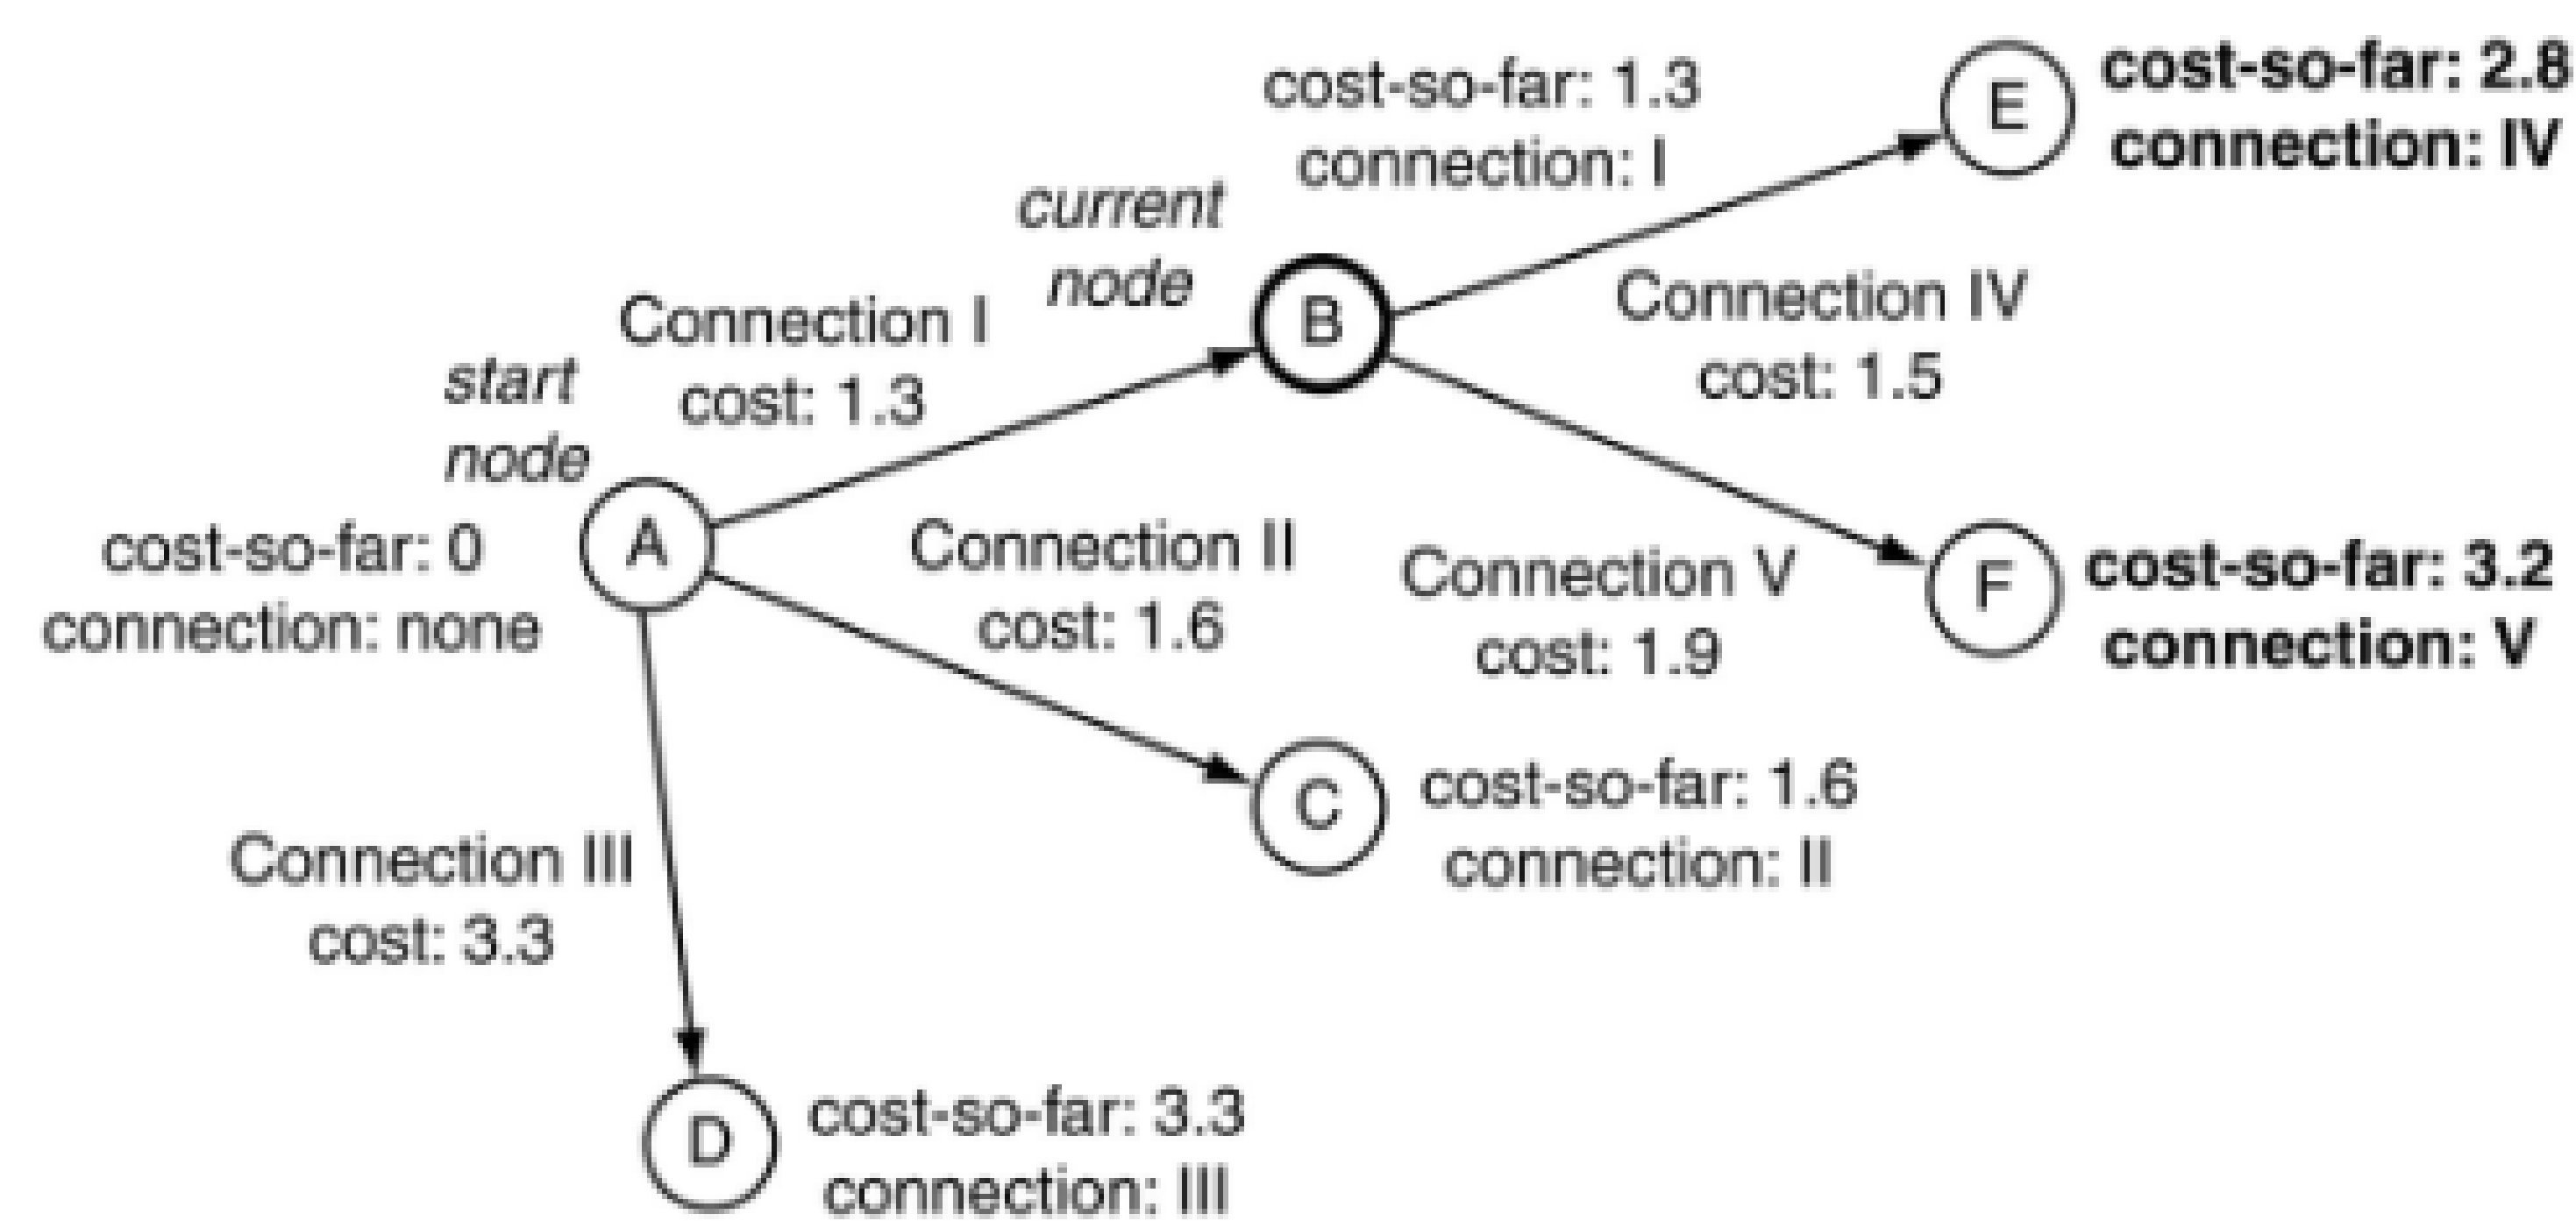 cost-so-far: 1.3
connection: I
E
cost-so-far: 2.8
connection: IV
current
node
B
Connection IV
cost: 1.5
Connection I
cost: 1.3
start
node
A
cost-so-far: 0
connection: none
Connection II
cost: 1.6
Connection V
cost: 1.9
F
cost-so-far: 3.2
connection: V
C
cost-so-far: 1.6
connection: II
Connection III
cost: 3.3
D
cost-so-far: 3.3
connection: III